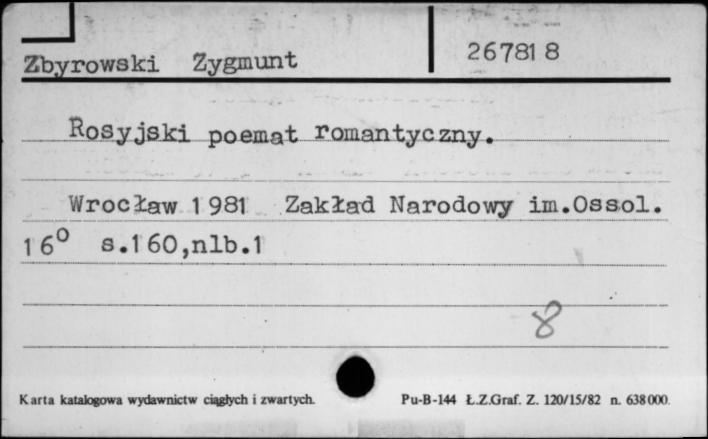 Zbyrowski Zygmunt 267818
Rosyjski poemat romantyczny.
Wrocław 1981 Zakład Narodowy im.Ossol.
16⁰ s.160,nlb.1
8
Karta katalogowa wydawnictw ciągłych i zwartych. Pu-B-144 Ł.Z.Graf. Z. 120/15/82 n. 638000.